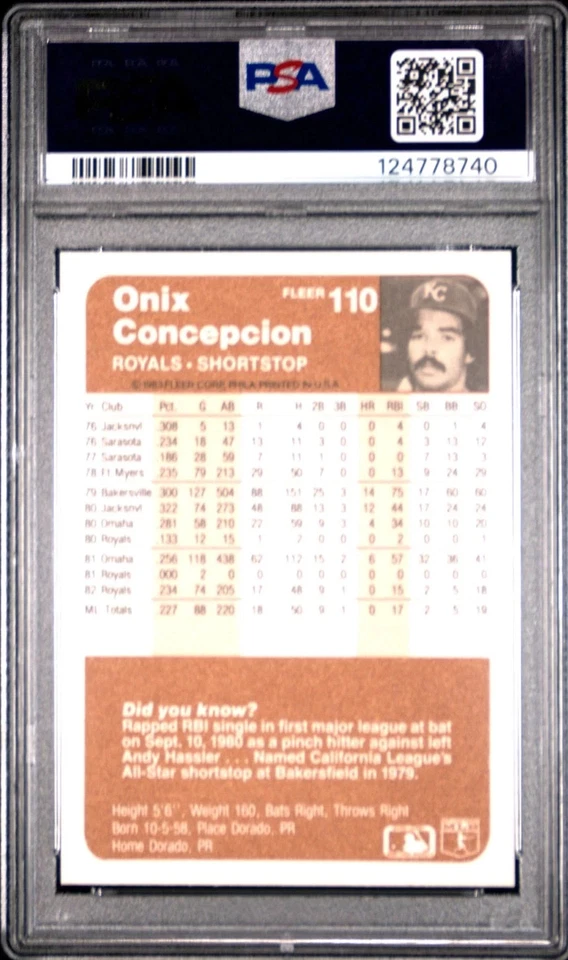 PSA
124778740
Onix FLEER 110
Concepcion
ROYALS • SHORTSTOP
© 1983 FLEER CORP. PHILA. PRINTED IN U.S.A.
KC
Yr Club Pct. G AB R H 2B 3B HR RBI SB BB SO
76 Jacksnvl .308 5 13 1 4 0 0 0 4 0 1 4
76 Sarasota .234 18 47 13 11 3 0 0 4 3 13 12
77 Sarasota .186 28 59 7 11 1 0 0 0 7 13 3
78 Ft. Myers .235 79 213 29 50 7 0 0 13 9 24 29
79 Bakersville .300 127 504 88 151 25 3 14 75 17 60 60
80 Jacksnvl .322 74 273 48 88 13 3 12 44 17 24 24
80 Omaha .281 58 210 22 59 9 3 4 34 10 10 20
80 Royals .133 12 15 1 2 0 0 0 2 0 0 1
81 Omaha .256 118 438 62 112 15 2 6 57 32 36 41
81 Royals .000 2 0 0 0 0 0 0 0 0 0 0
82 Royals .234 74 205 17 48 9 1 0 15 2 5 18
ML Totals .227 88 220 18 50 9 1 0 17 2 5 19
Did you know?
Rapped RBI single in first major league at bat
on Sept. 10, 1980 as a pinch hitter against left
Andy Hassler . . . Named California League's
All-Star shortstop at Bakersfield in 1979.
Height 5'6", Weight 160, Bats Right, Throws Right
Born 10-5-58, Place Dorado, PR
Home Dorado, PR